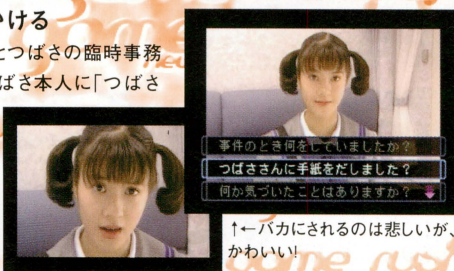 いける
とつばさの臨時事務
ばさ本人に「つばさ
事件のとき何をしていましたか？
つばささんに手紙をだしました？
何か気づいたことはありますか？
↑←バカにされるのは悲しいが、
かわいい!